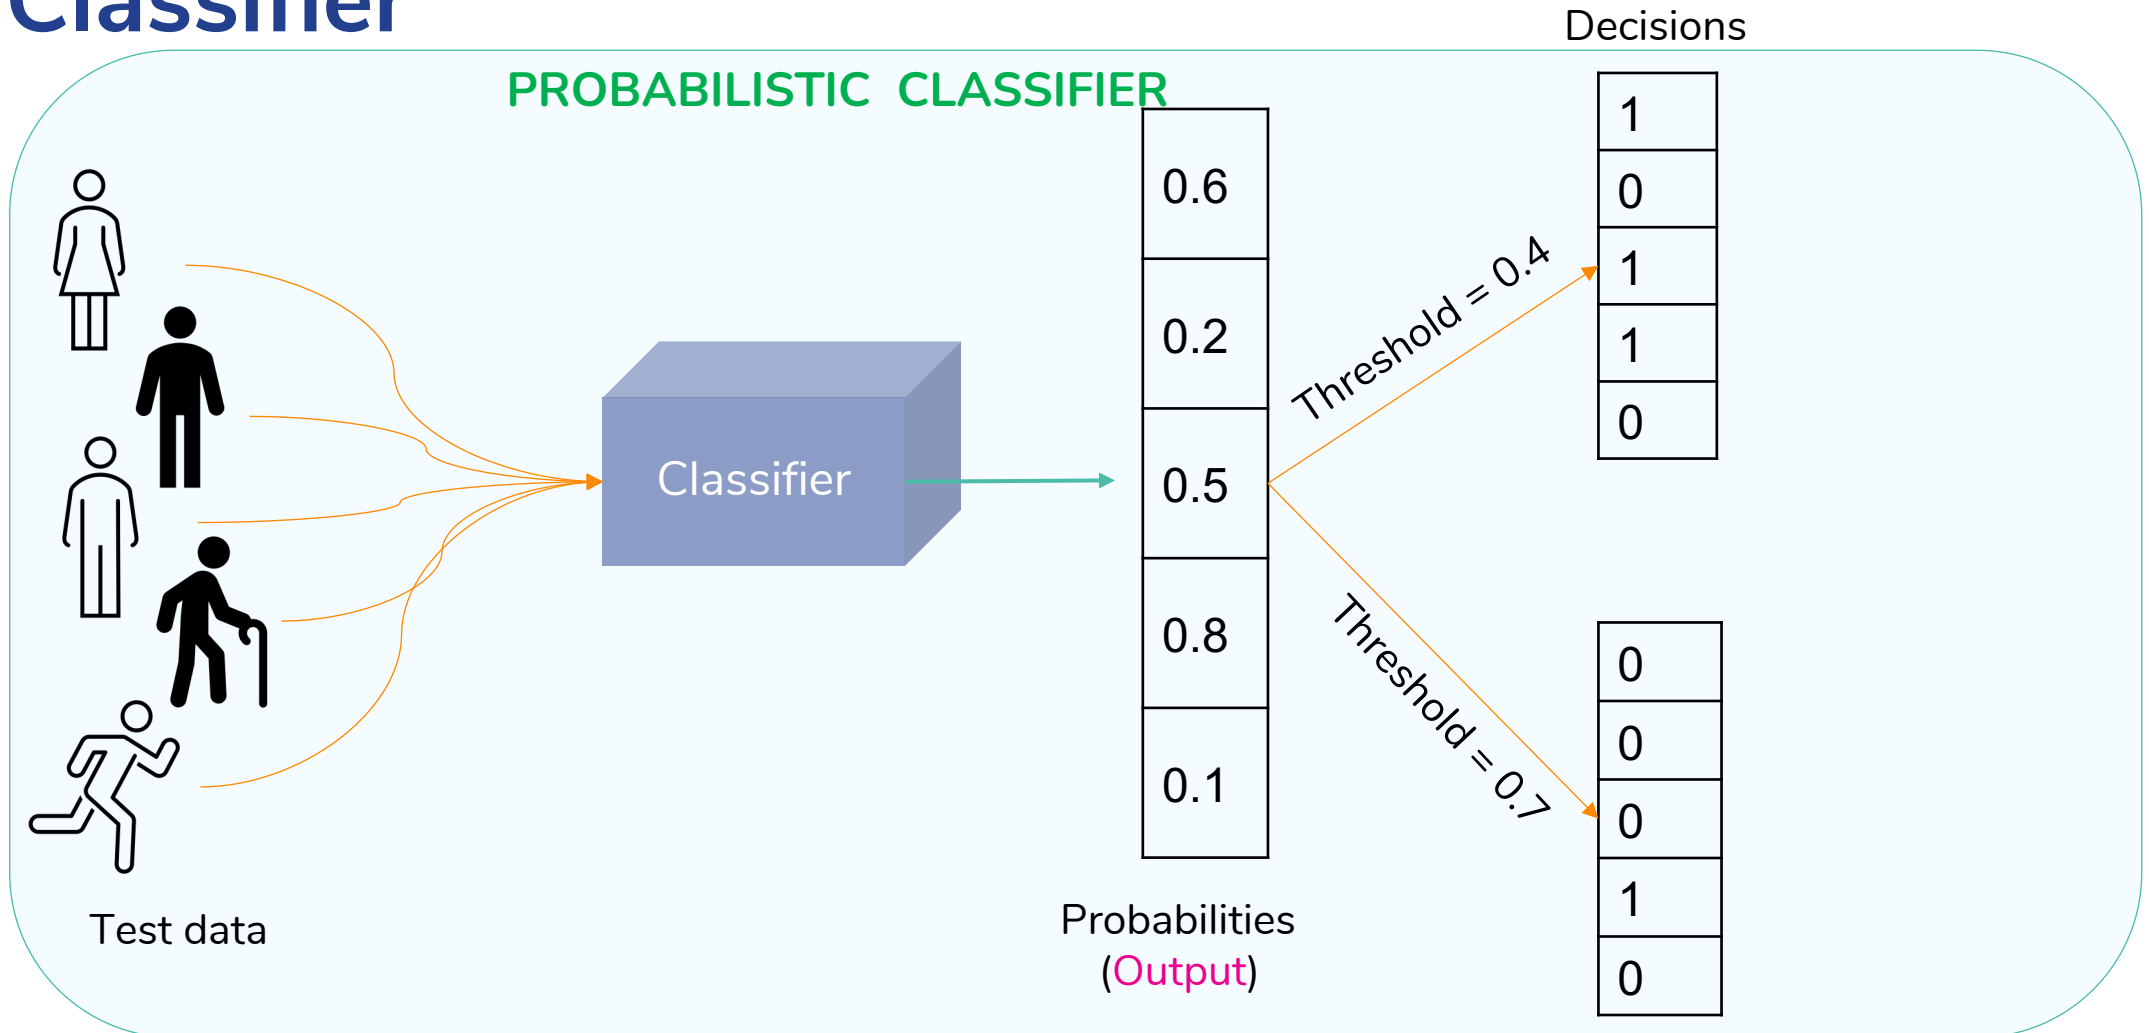 Classifier
Decisions
PROBABILISTIC CLASSIFIER
Classifier
0.6
0.2
0.5
0.8
0.1
Threshold = 0.4
Threshold = 0.7
1
0
1
1
0
0
0
0
1
0
Test data
Probabilities
(Output)